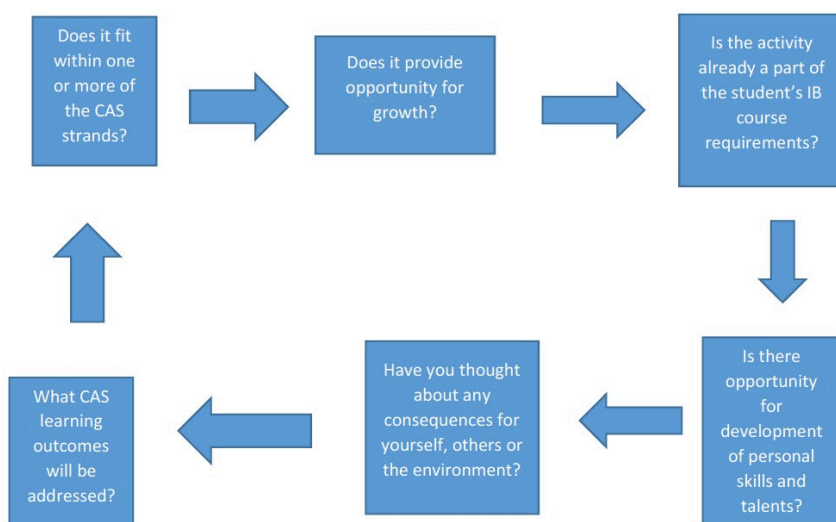 Does it fit
within one
or more of
the CAS
strands?
Does it provide
opportunity for
growth?
Is the activity
already a part of
the student's IB
course
requirements?
Is there
opportunity
for
development
of personal
skills and
talents?
Have you thought
about any
consequences for
yourself, others or
the environment?
What CAS
learning
outcomes
will be
addressed?